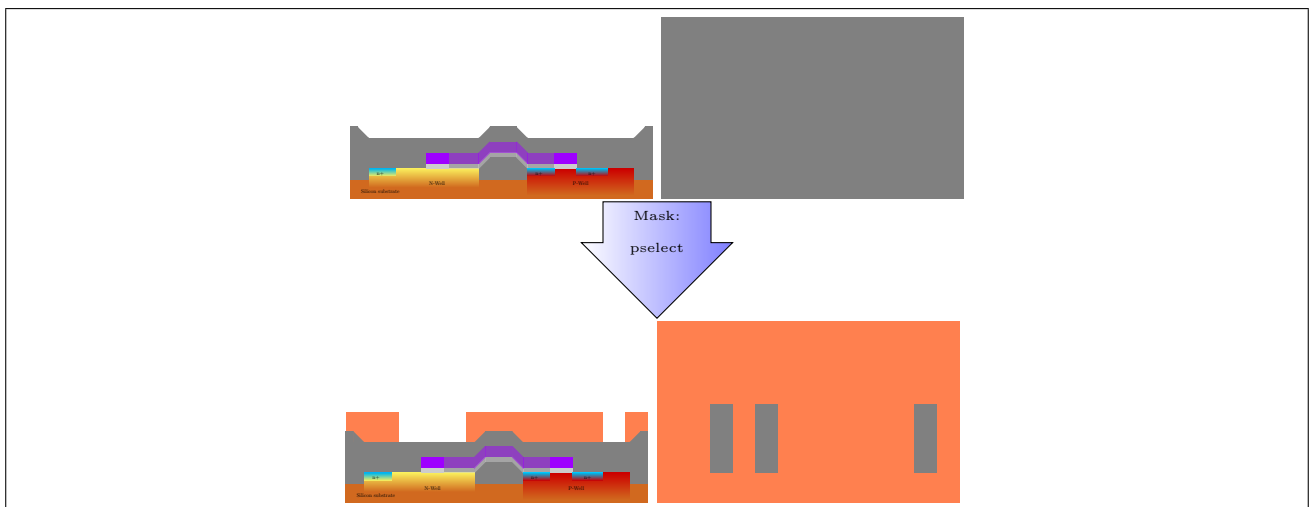 N-Well
P-Well
Silicon substrate
Mask:
pselect
N-Well
P-Well
Silicon substrate